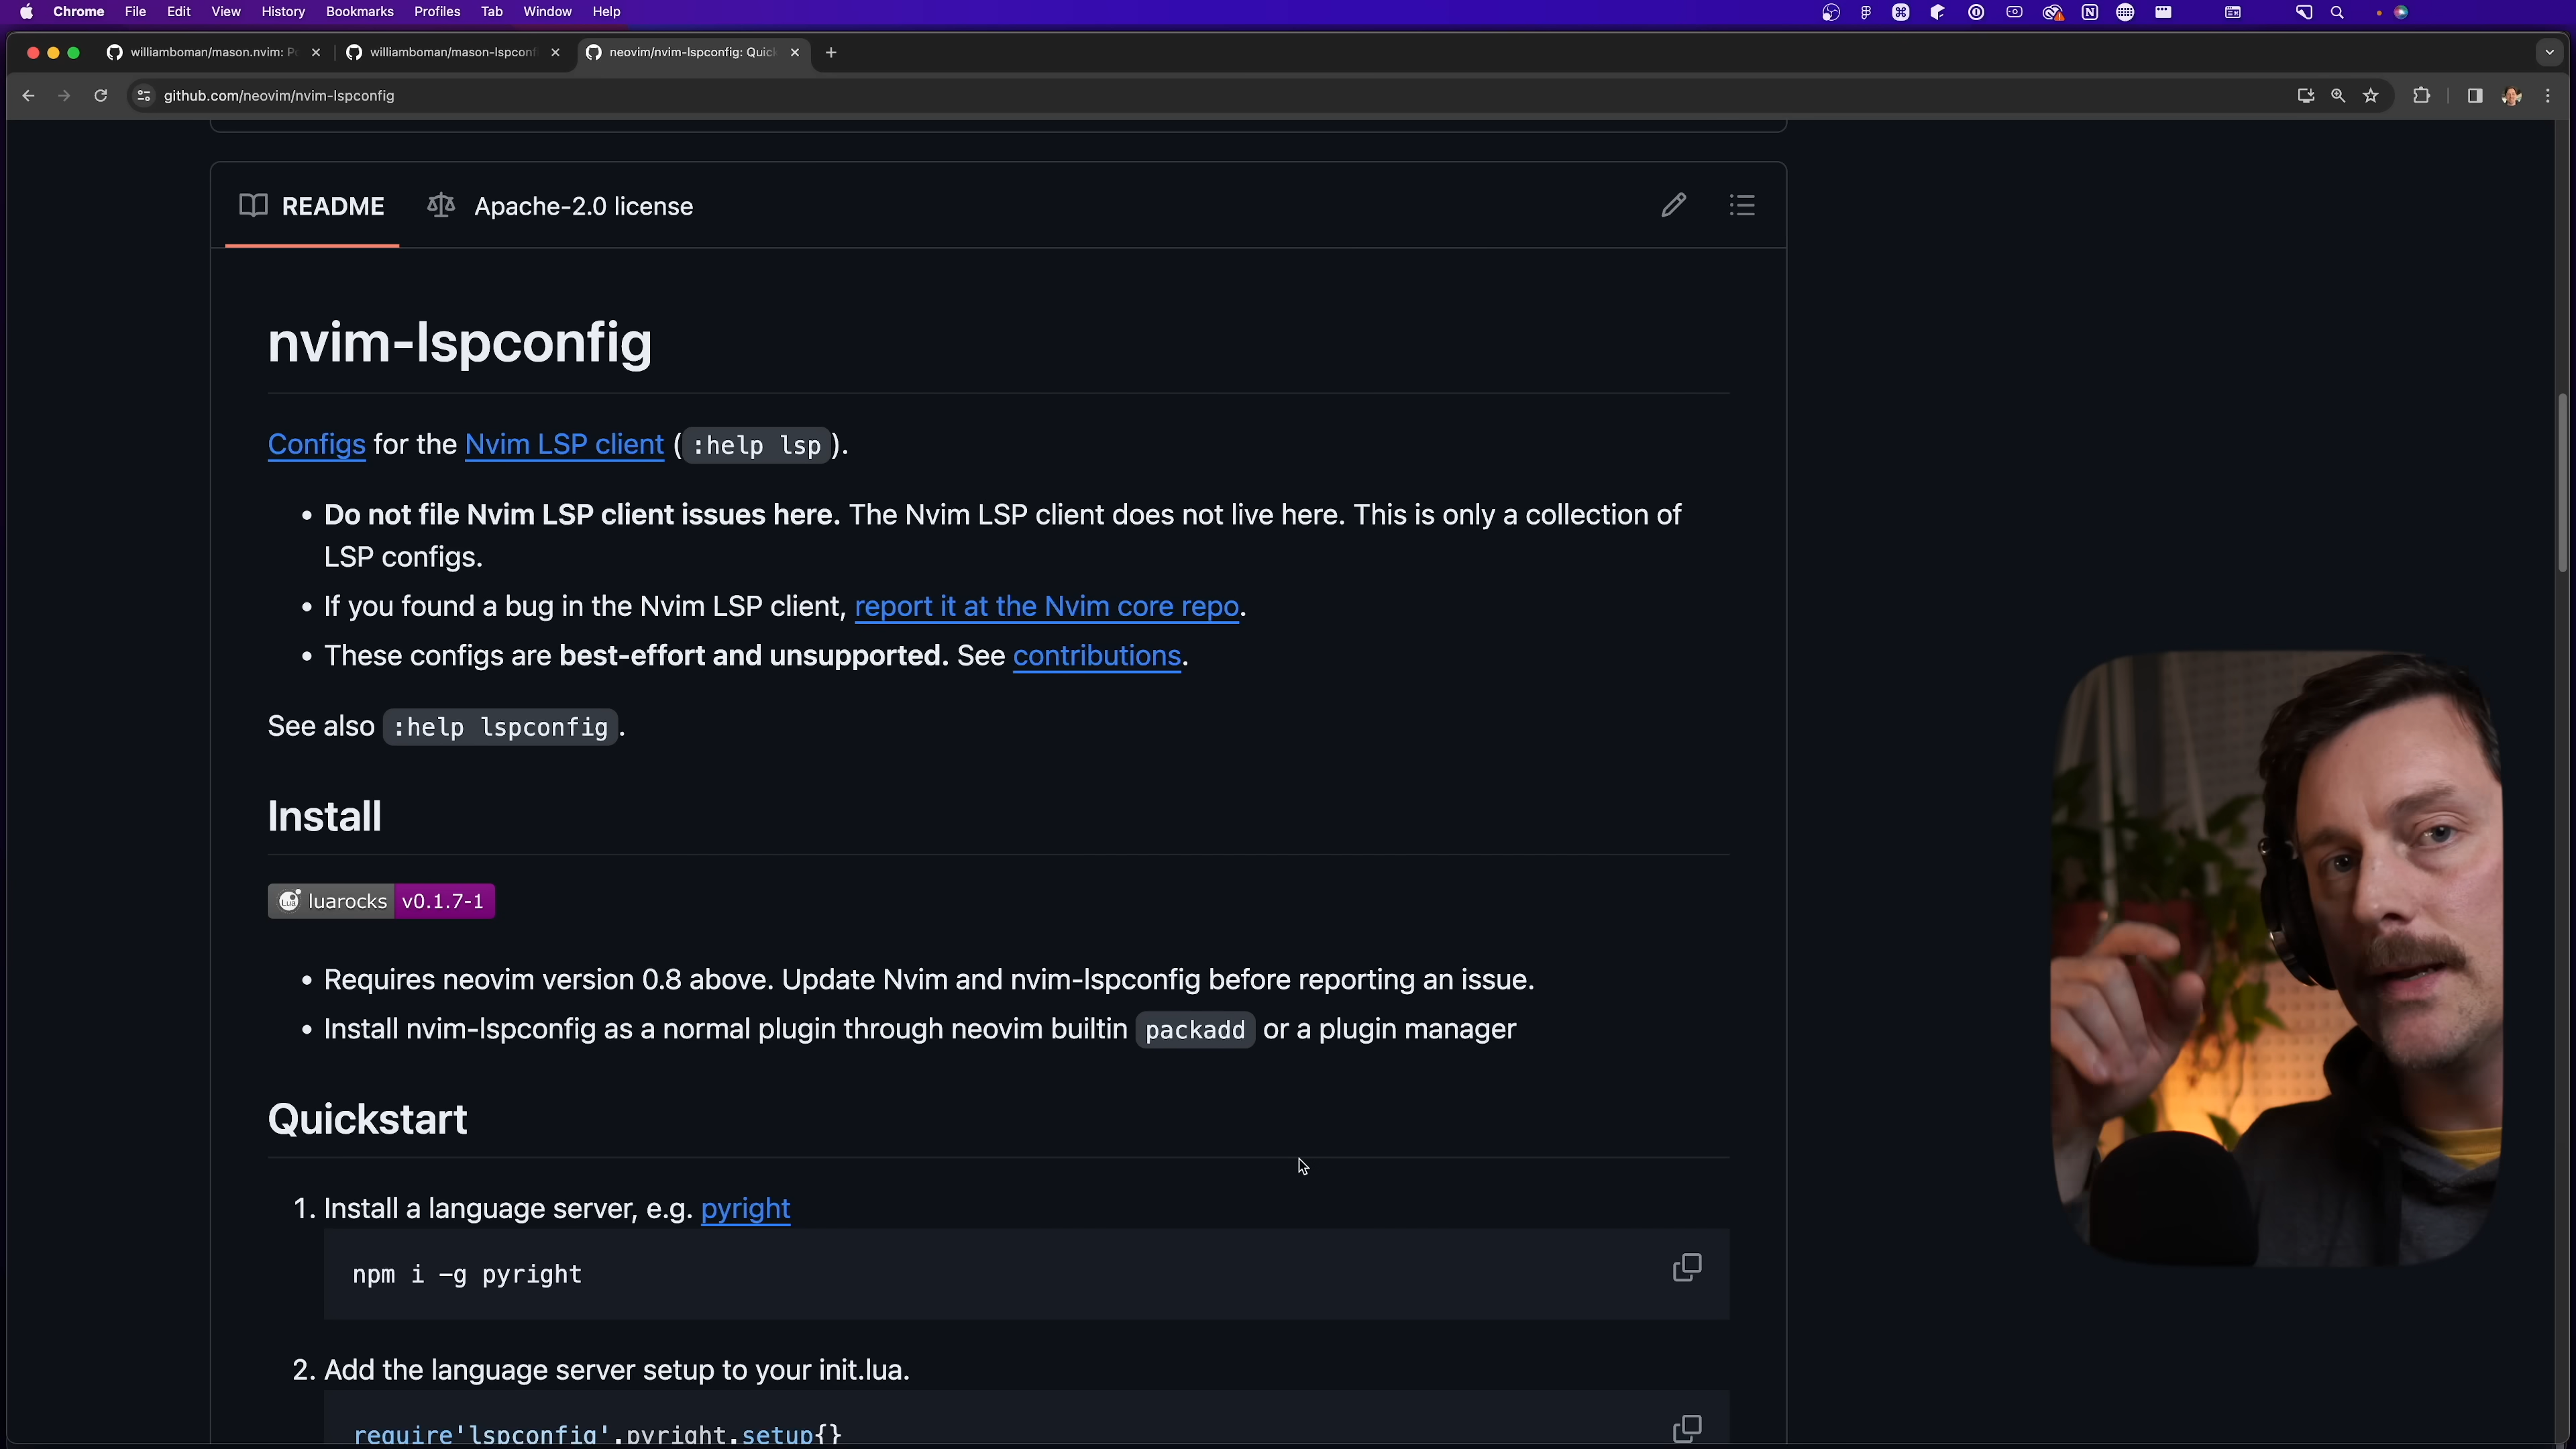 Chrome File Edit View History Bookmarks Profiles Tab Window Help
williamboman/mason.nvim: P
williamboman/mason-lspcon
neovim/nvim-lspconfig: Quic
github.com/neovim/nvim-lspconfig
README
Apache-2.0 license
nvim-lspconfig
Configs for the Nvim LSP client ( :help lsp ).
• Do not file Nvim LSP client issues here. The Nvim LSP client does not live here. This is only a collection of
LSP configs.
• If you found a bug in the Nvim LSP client, report it at the Nvim core repo.
• These configs are best-effort and unsupported. See contributions.
See also :help lspconfig .
Install
luarocks v0.1.7-1
• Requires neovim version 0.8 above. Update Nvim and nvim-lspconfig before reporting an issue.
• Install nvim-lspconfig as a normal plugin through neovim builtin packadd or a plugin manager
Quickstart
1. Install a language server, e.g. pyright
npm i -g pyright
2. Add the language server setup to your init.lua.
require'lspconfig'.pyright.setup{}